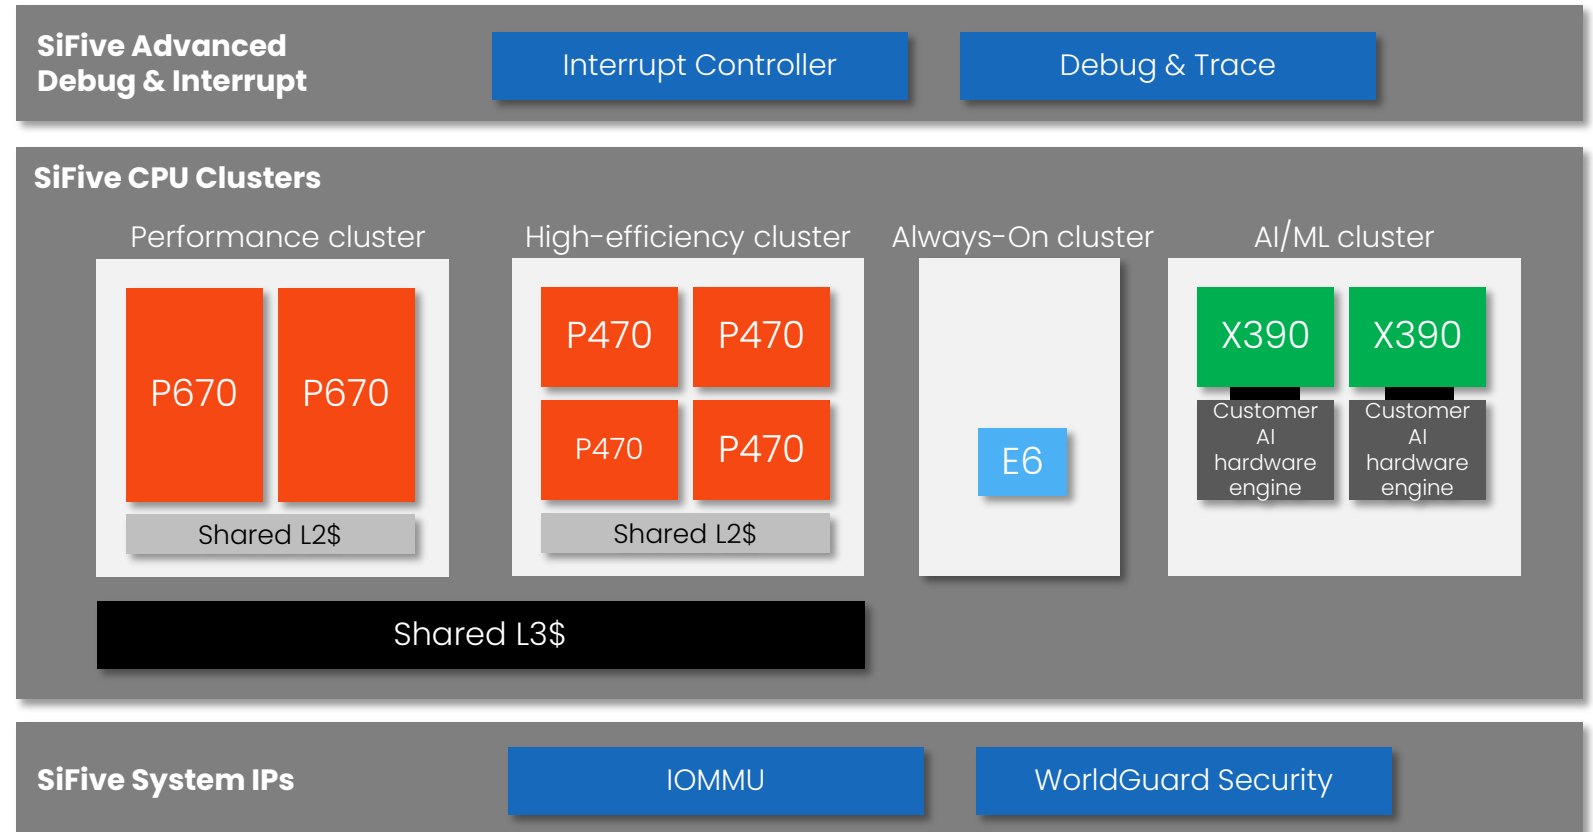 SiFive Advanced
Debug & Interrupt
Interrupt Controller
Debug & Trace
SiFive CPU Clusters
Performance cluster
High-efficiency cluster
Always-On cluster
AI/ML cluster
P670
P670
Shared L2$
P470
P470
P470
P470
Shared L2$
E6
X390
X390
Customer
AI
hardware
engine
Customer
AI
hardware
engine
Shared L3$
SiFive System IPs
IOMMU
WorldGuard Security